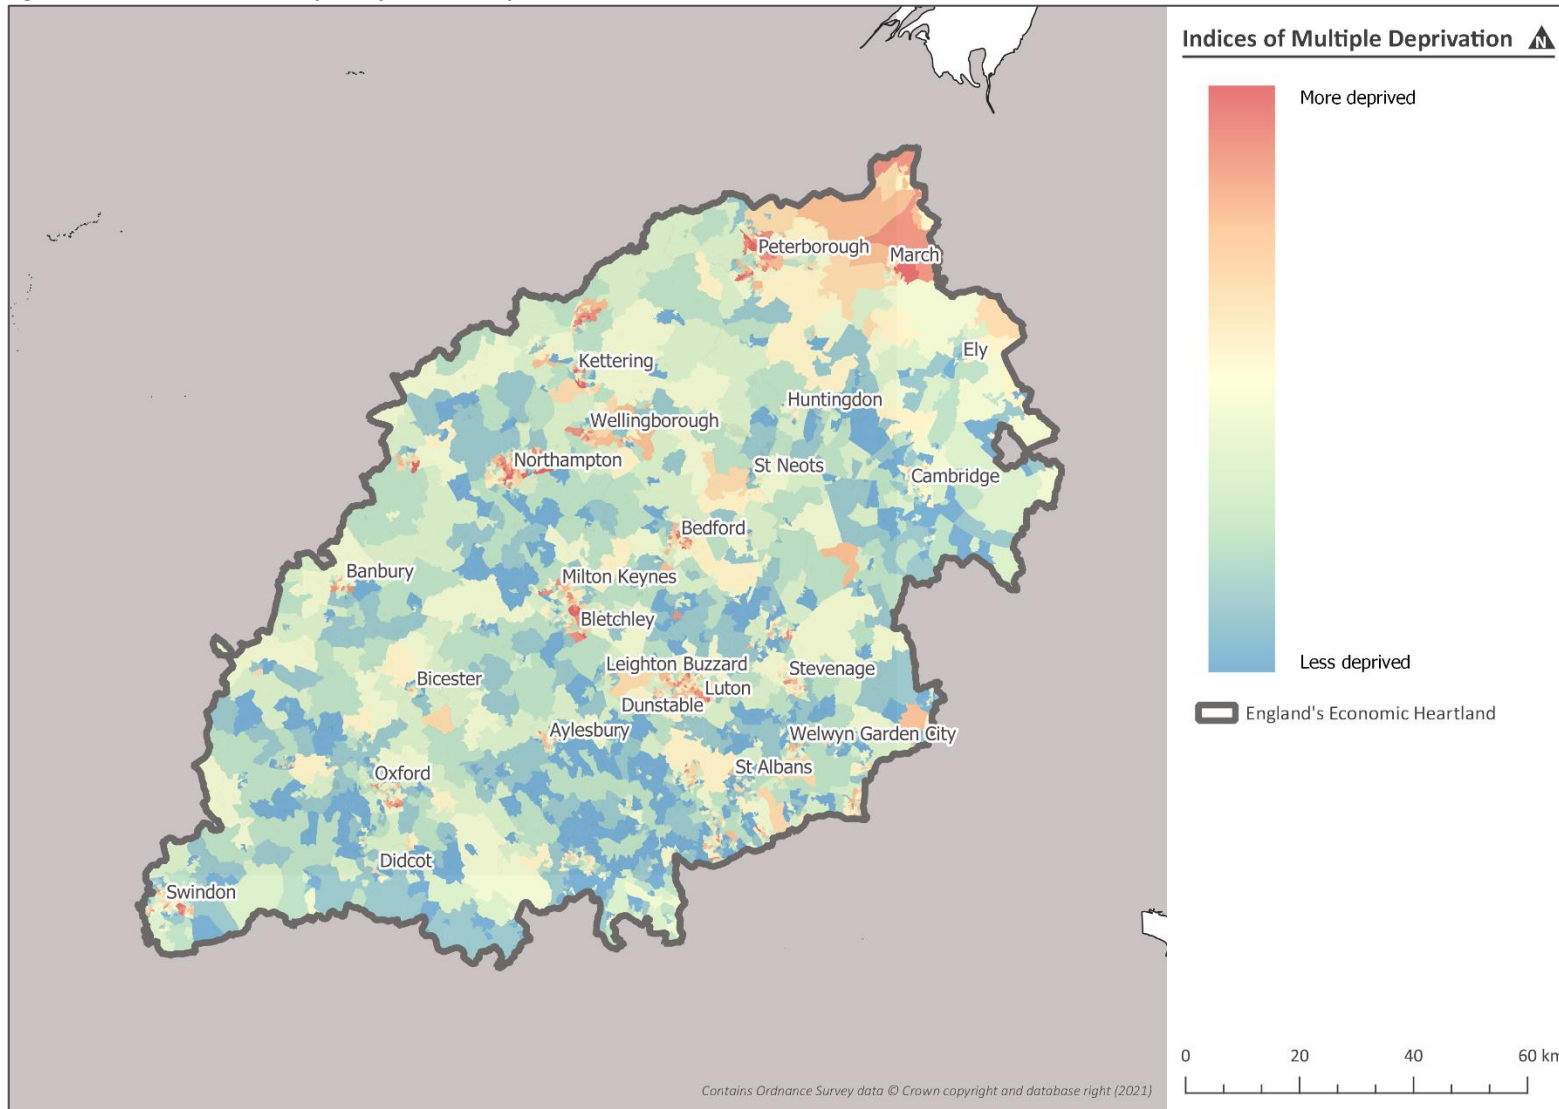 Indices of Multiple Deprivation
N
More deprived
Less deprived
England's Economic Heartland
Peterborough
March
Ely
Kettering
Huntingdon
Wellingborough
Northampton
St Neots
Cambridge
Bedford
Banbury
Milton Keynes
Bletchley
Leighton Buzzard
Stevenage
Bicester
Luton
Dunstable
Aylesbury
Welwyn Garden City
Oxford
St Albans
Didcot
Swindon
0 20 40 60 km
Contains Ordnance Survey data © Crown copyright and database right (2021)